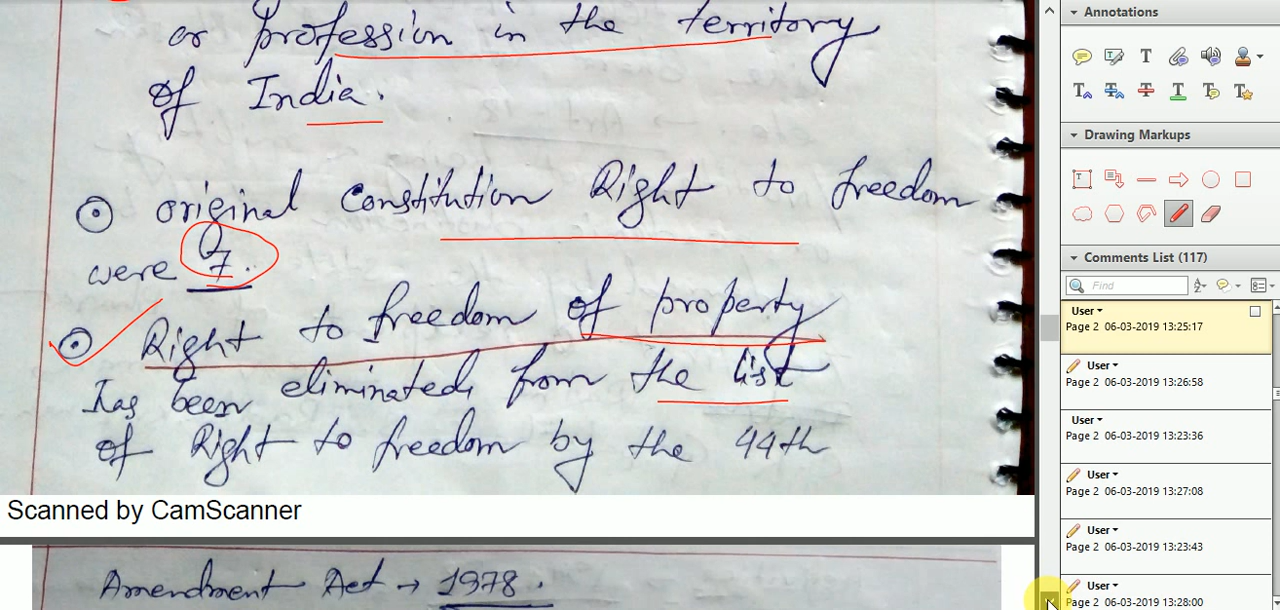 or profession in the territory
of India.
original Constitution Right to freedom
were 7.
Right to freedom of property
Has been eliminated from the list
of Right to freedom by the 44th
Scanned by CamScanner
Amendment Act → 1978.
Annotations
T
T T T T T T
Drawing Markups
Comments List (117)
Find
User
Page 2 06-03-2019 13:25:17
User
Page 2 06-03-2019 13:26:58
User
Page 2 06-03-2019 13:23:36
User
Page 2 06-03-2019 13:27:08
User
Page 2 06-03-2019 13:23:43
User
Page 2 06-03-2019 13:28:00